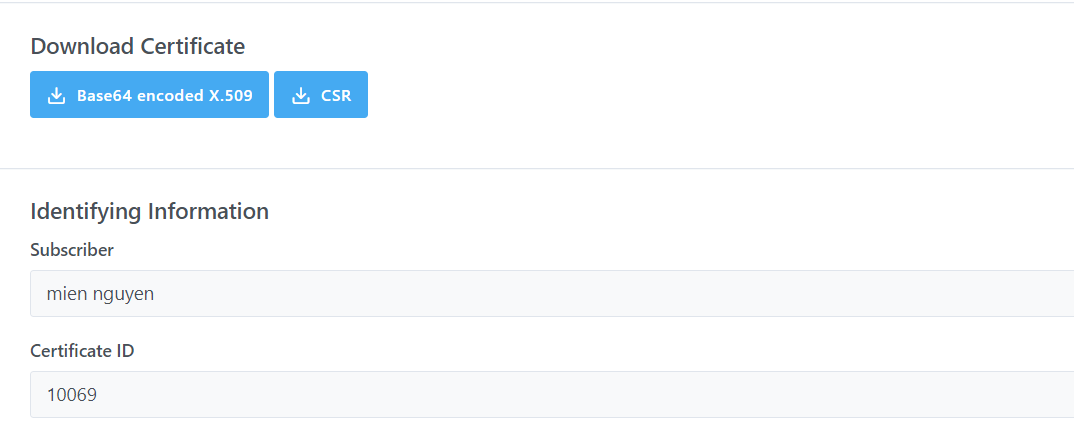 Download Certificate
Base64 encoded X.509
CSR
Identifying Information
Subscriber
mien nguyen
Certificate ID
10069